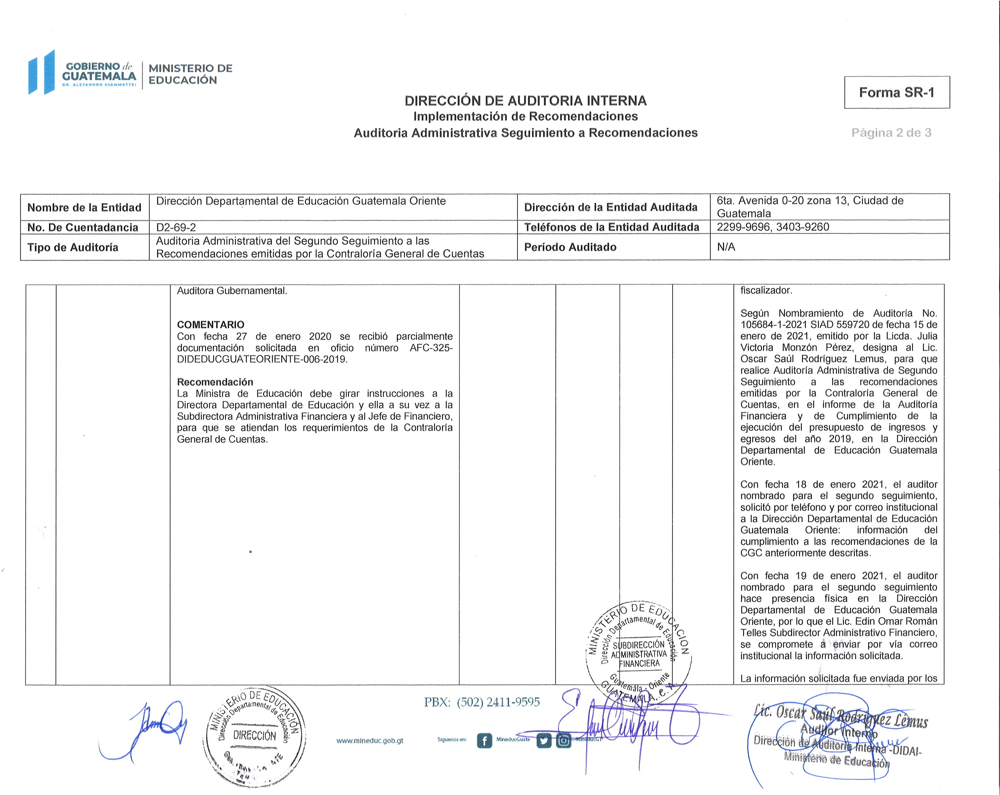 GOBIERNO de
GUATEMALA
DR. ALEJANDRO GIAMMATTEI
MINISTERIO DE
EDUCACIÓN
Forma SR-1
DIRECCIÓN DE AUDITORIA INTERNA
Implementación de Recomendaciones
Auditoria Administrativa Seguimiento a Recomendaciones
Página 2 de 3
Nombre de la Entidad
Dirección Departamental de Educación Guatemala Oriente
Dirección de la Entidad Auditada
6ta. Avenida 0-20 zona 13, Ciudad de
Guatemala
No. De Cuentadancia
D2-69-2
Teléfonos de la Entidad Auditada
2299-9696, 3403-9260
Tipo de Auditoría
Auditoria Administrativa del Segundo Seguimiento a las
Recomendaciones emitidas por la Contraloría General de Cuentas
Período Auditado
N/A
Auditora Gubernamental.
COMENTARIO
Con fecha 27 de enero 2020 se recibió parcialmente
documentación solicitada en oficio número AFC-325-
DIDEDUCGUATEORIENTE-006-2019.
Recomendación
La Ministra de Educación debe girar instrucciones a la
Directora Departamental de Educación y ella a su vez a la
Subdirectora Administrativa Financiera y al Jefe de Financiero,
para que se atiendan los requerimientos de la Contraloría
General de Cuentas.
fiscalizador.
Según Nombramiento de Auditoría No.
105684-1-2021 SIAD 559720 de fecha 15 de
enero de 2021, emitido por la Licda. Julia
Victoria Monzón Pérez, designa al Lic.
Oscar Saúl Rodríguez Lemus, para que
realice Auditoría Administrativa de Segundo
Seguimiento a las recomendaciones
emitidas por la Contraloría General de
Cuentas, en el informe de la Auditoría
Financiera y de Cumplimiento de la
ejecución del presupuesto de ingresos y
egresos del año 2019, en la Dirección
Departamental de Educación Guatemala
Oriente.
Con fecha 18 de enero 2021, el auditor
nombrado para el segundo seguimiento,
solicitó por teléfono y por correo institucional
a la Dirección Departamental de Educación
Guatemala Oriente: información del
cumplimiento a las recomendaciones de la
CGC anteriormente descritas.
Con fecha 19 de enero 2021, el auditor
nombrado para el segundo seguimiento
hace presencia física en la Dirección
Departamental de Educación Guatemala
Oriente, por lo que el Lic. Edin Omar Román
Telles Subdirector Administrativo Financiero,
se compromete a enviar por vía correo
institucional la información solicitada.
La información solicitada fue enviada por los
MINISTERIO DE EDUCACIÓN
Dirección Departamental de Educación
SUBDIRECCIÓN
ADMINISTRATIVA
FINANCIERA
Guatemala - Oriente
GUATEMALA, C. A.
MINISTERIO DE EDUCACIÓN
Dirección Departamental de Educación
DIRECCIÓN
PBX: (502) 2411-9595
www.mineduc.gob.gt
Síguenos en:
MineducGuate
MineducGT
Lic. Oscar Saúl Rodríguez Lémus
Auditor Interno
Dirección de Auditoria Interna -DIDAI-
Ministerio de Educación